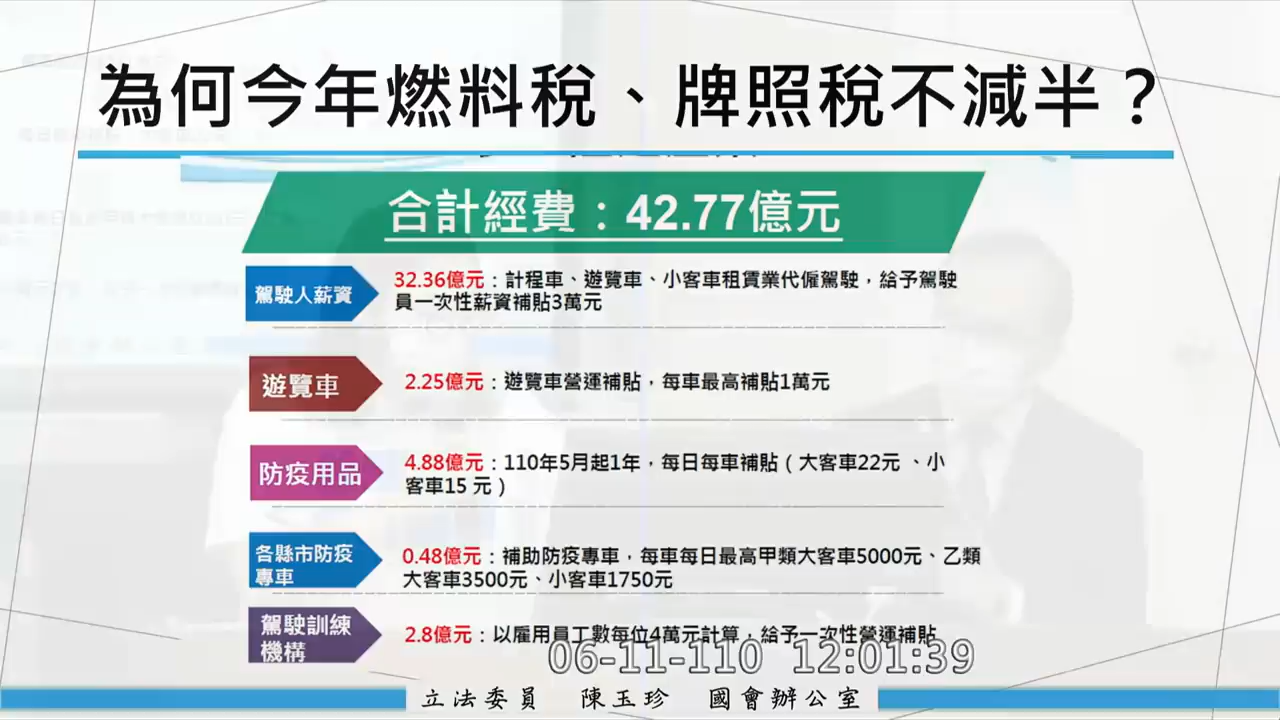 為何今年燃料稅、牌照稅不減半？
合計經費：42.77億元
駕駛人薪資
32.36億元：計程車、遊覽車、小客車租賃業代僱駕駛，給予駕駛
員一次性薪資補貼3萬元
遊覽車
2.25億元：遊覽車營運補貼，每車最高補貼1萬元
防疫用品
4.88億元：110年5月起1年，每日每車補貼（大客車22元 、小
客車15 元）
各縣市防疫
專車
0.48億元：補助防疫專車，每車每日最高甲類大客車5000元、乙類
大客車3500元、小客車1750元
駕駛訓練
機構
2.8億元：以雇用員工數每位4萬元計算，給予一次性營運補貼
06-11-110 12:01:39
立法委員 陳玉珍 國會辦公室